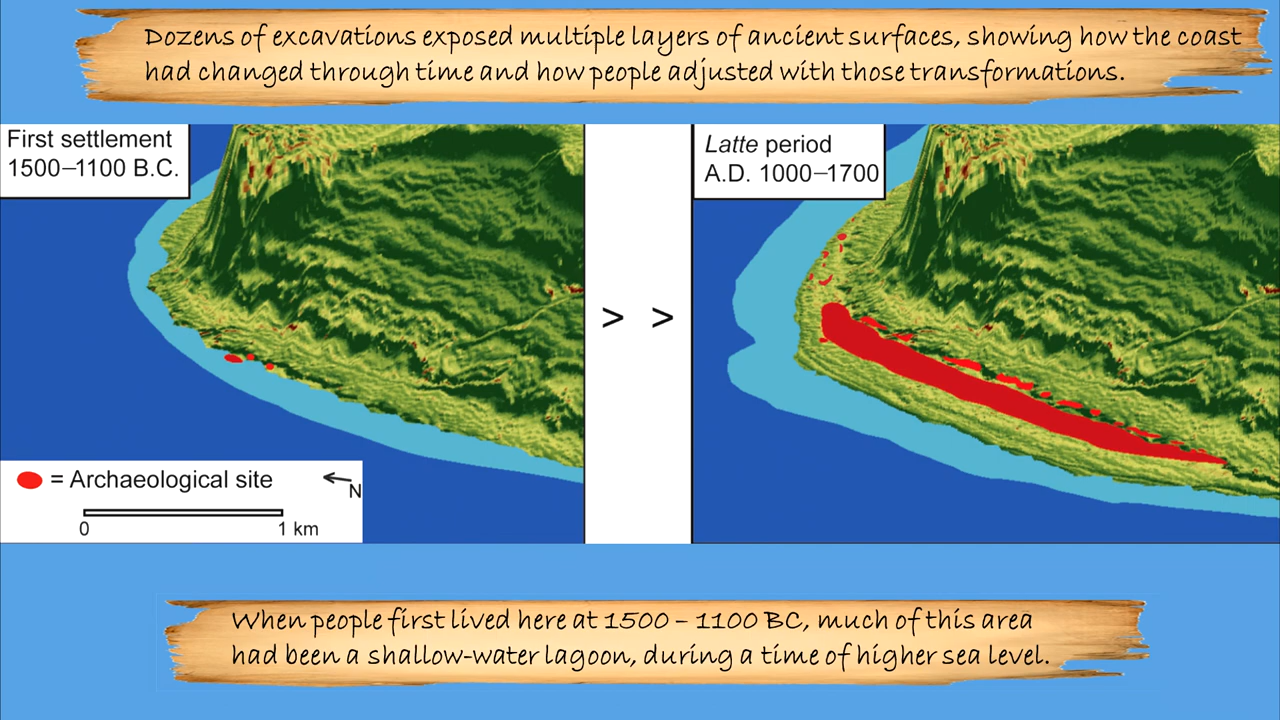 Dozens of excavations exposed multiple layers of ancient surfaces, showing how the coast
had changed through time and how people adjusted with those transformations.
First settlement
1500–1100 B.C.
Latte period
A.D. 1000–1700
> >
= Archaeological site
N
0 1 km
When people first lived here at 1500 – 1100 BC, much of this area
had been a shallow-water lagoon, during a time of higher sea level.